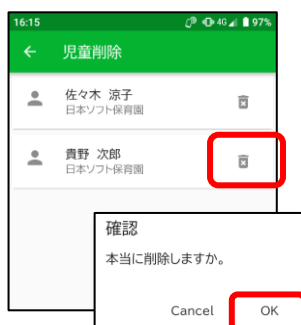 16:15 4G 97%
児童削除
佐々木 涼子
日本ソフト保育園
貴野 次郎
日本ソフト保育園
確認
本当に削除しますか。
Cancel OK